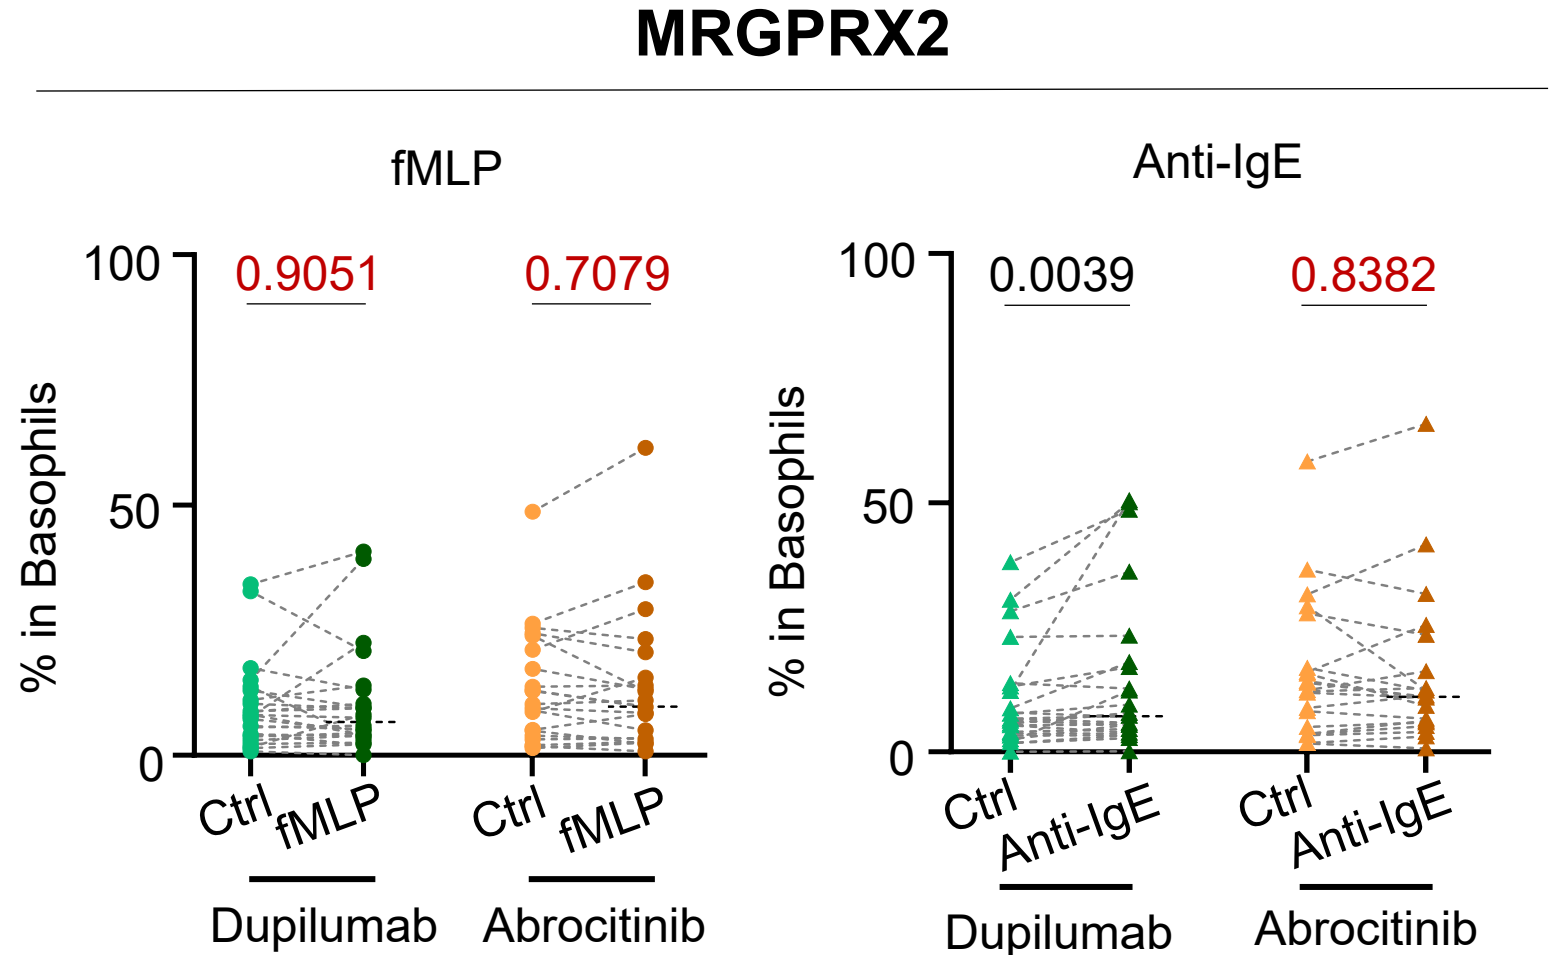 MRGPRX2
fMLP
Anti-IgE
% in Basophils
100
50
0
0.9051
0.7079
Ctrl
fMLP
Ctrl
fMLP
Dupilumab
Abrocitinib
% in Basophils
100
50
0
0.0039
0.8382
Ctrl
Anti-IgE
Ctrl
Anti-IgE
Dupilumab
Abrocitinib